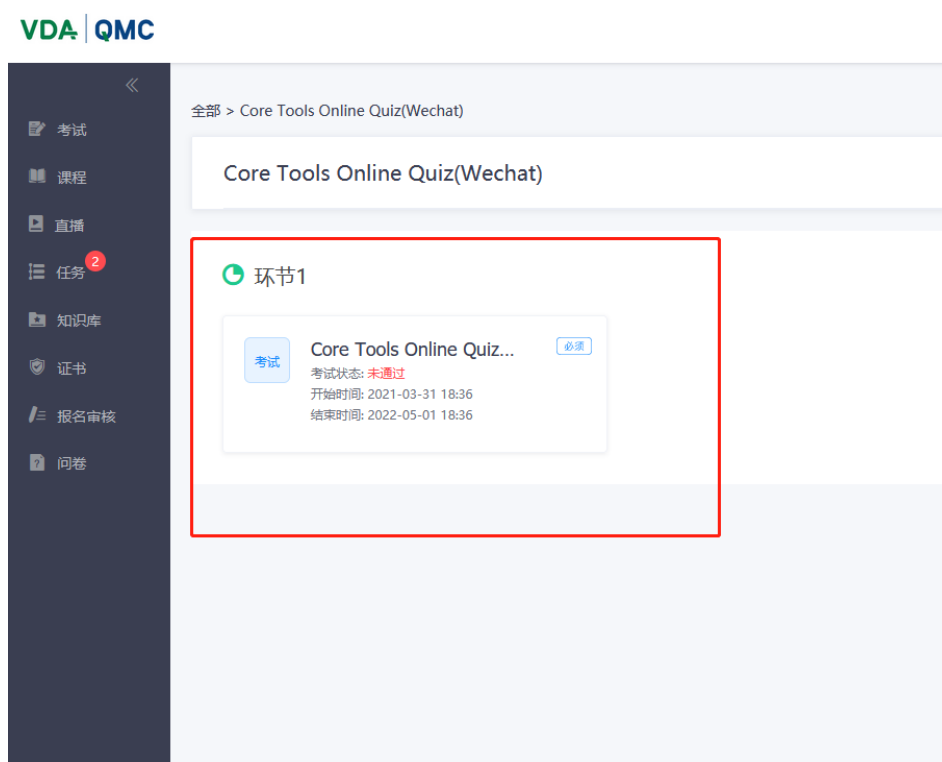 VDA QMC
全部 > Core Tools Online Quiz(Wechat)
Core Tools Online Quiz(Wechat)
考试
课程
直播
任务 2
知识库
证书
报名审核
问卷
环节1
考试
Core Tools Online Quiz...
必须
考试状态: 未通过
开始时间: 2021-03-31 18:36
结束时间: 2022-05-01 18:36